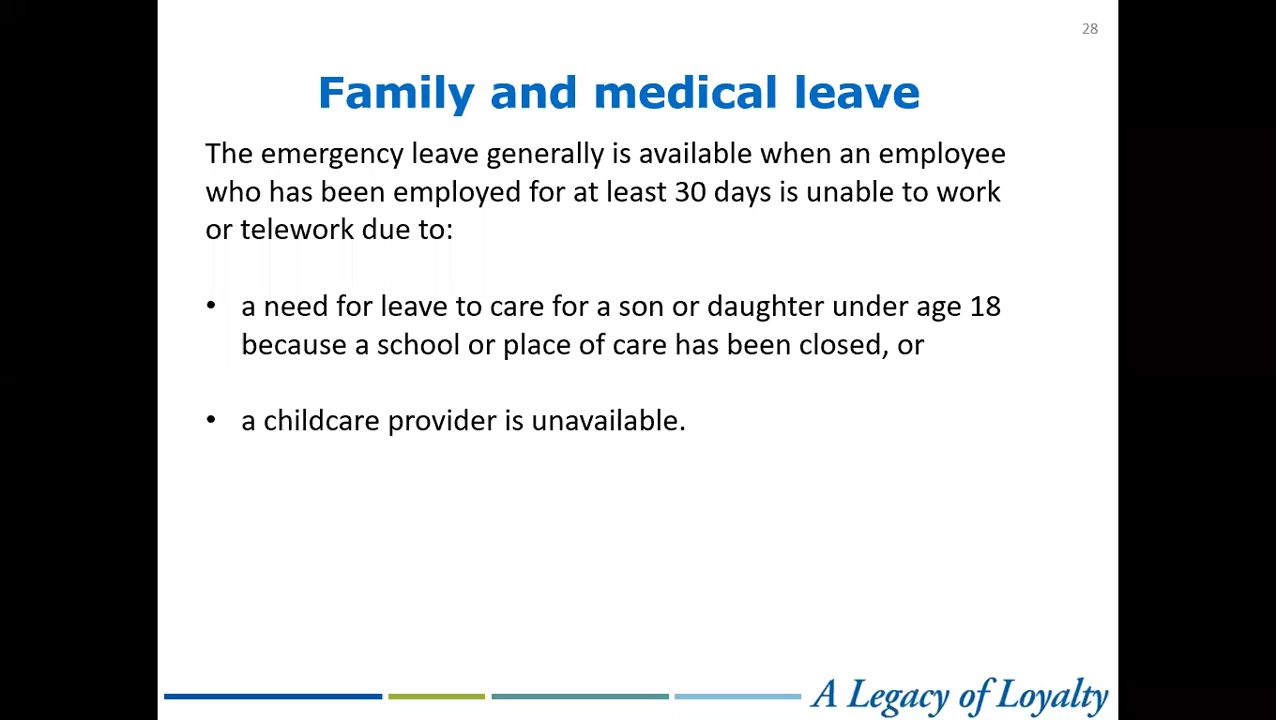 28
Family and medical leave
The emergency leave generally is available when an employee
who has been employed for at least 30 days is unable to work
or telework due to:
• a need for leave to care for a son or daughter under age 18
because a school or place of care has been closed, or
• a childcare provider is unavailable.
A Legacy of Loyalty